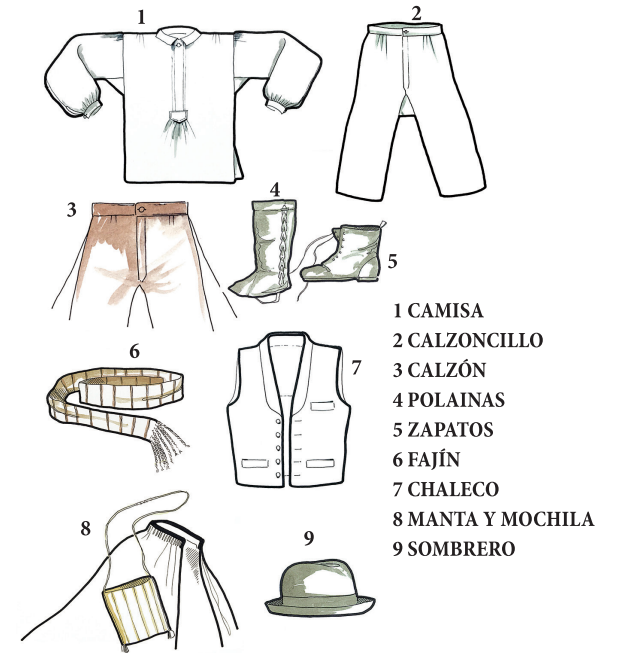 1
2
3
4
5
6
7
8
9
1 CAMISA
2 CALZONCILLO
3 CALZÓN
4 POLAINAS
5 ZAPATOS
6 FAJÍN
7 CHALECO
8 MANTA Y MOCHILA
9 SOMBRERO